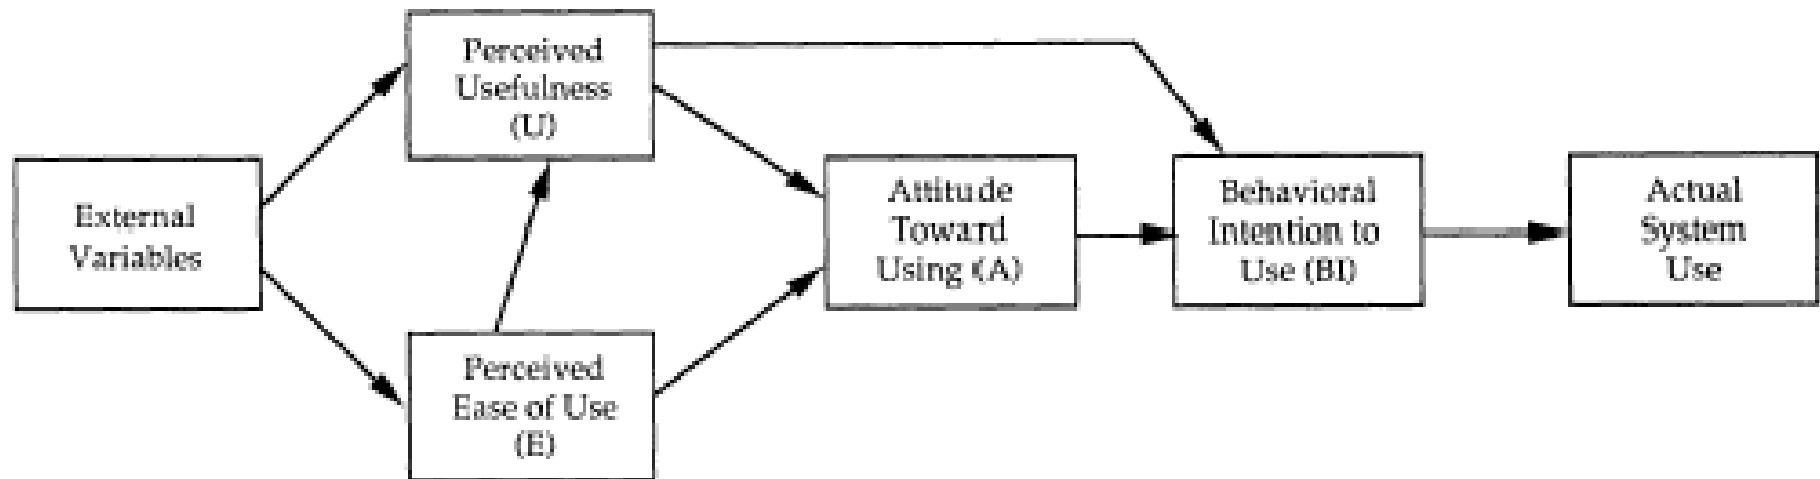 Perceived
Usefulness
(U)
External
Variables
Perceived
Ease of Use
(E)
Attitude
Toward
Using (A)
Behavioral
Intention to
Use (BI)
Actual
System
Use